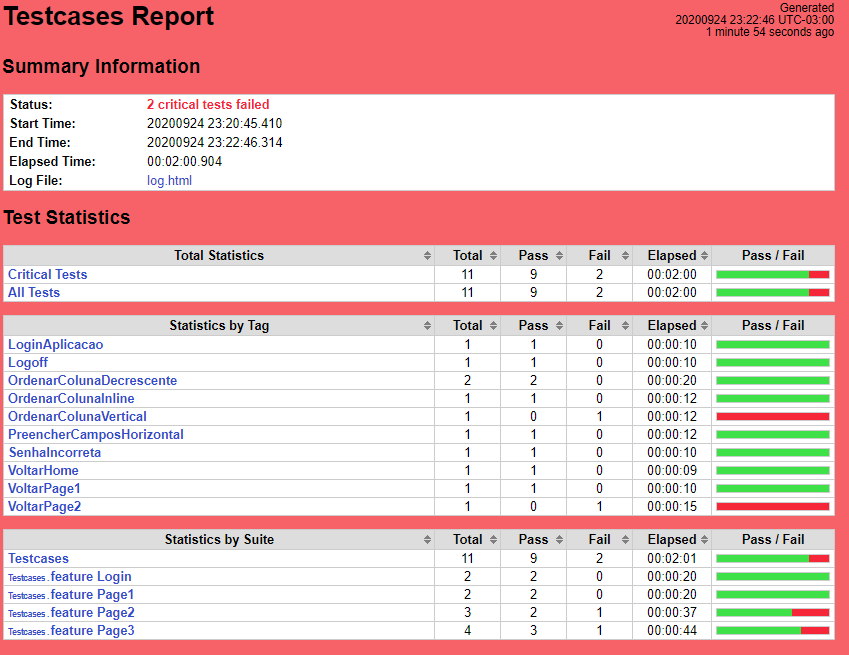 Testcases Report
Generated
20200924 23:22:46 UTC-03:00
1 minute 54 seconds ago
Summary Information
Status: 2 critical tests failed
Start Time: 20200924 23:20:45.410
End Time: 20200924 23:22:46.314
Elapsed Time: 00:02:00.904
Log File: log.html
Test Statistics
Total Statistics Total Pass Fail Elapsed Pass / Fail
Critical Tests 11 9 2 00:02:00
All Tests 11 9 2 00:02:00
Statistics by Tag Total Pass Fail Elapsed Pass / Fail
LoginAplicacao 1 1 0 00:00:10
Logoff 1 1 0 00:00:10
OrdenarColunaDecrescente 2 2 0 00:00:20
OrdenarColunaInline 1 1 0 00:00:12
OrdenarColunaVertical 1 0 1 00:00:12
PreencherCamposHorizontal 1 1 0 00:00:12
SenhaIncorreta 1 1 0 00:00:10
VoltarHome 1 1 0 00:00:09
VoltarPage1 1 1 0 00:00:10
VoltarPage2 1 0 1 00:00:15
Statistics by Suite Total Pass Fail Elapsed Pass / Fail
Testcases 11 9 2 00:02:01
Testcases.feature Login 2 2 0 00:00:20
Testcases.feature Page1 2 2 0 00:00:20
Testcases.feature Page2 3 2 1 00:00:37
Testcases.feature Page3 4 3 1 00:00:44